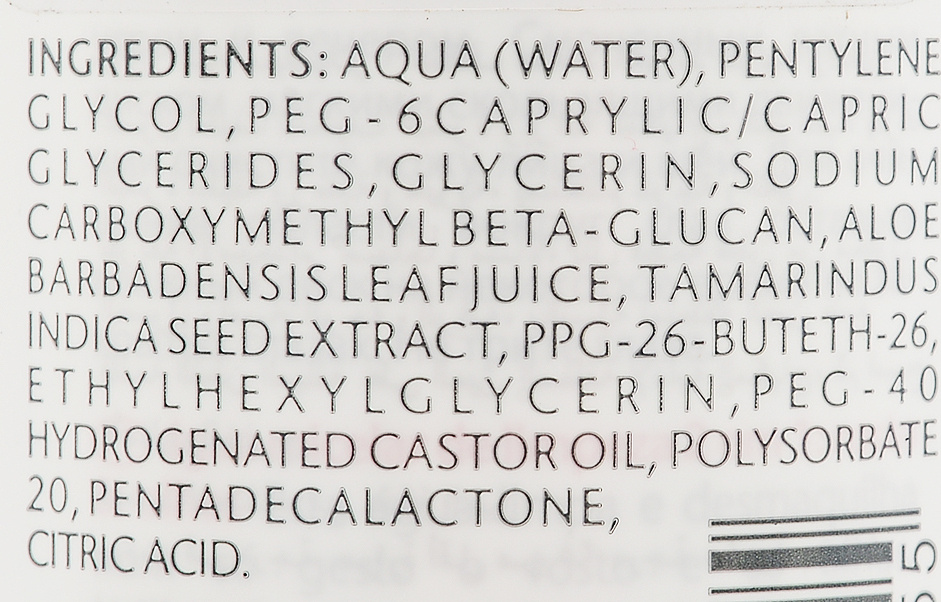 INGREDIENTS: AQUA (WATER), PENTYLENE
GLYCOL, PEG-6 CAPRYLIC/CAPRIC
GLYCERIDES, GLYCERIN, SODIUM
CARBOXYMETHYL BETA-GLUCAN, ALOE
BARBADENSIS LEAF JUICE, TAMARINDUS
INDICA SEED EXTRACT, PPG-26-BUTETH-26,
ETHYLHEXYLGLYCERIN, PEG-40
HYDROGENATED CASTOR OIL, POLYSORBATE
20, PENTADECALACTONE,
CITRIC ACID.
5